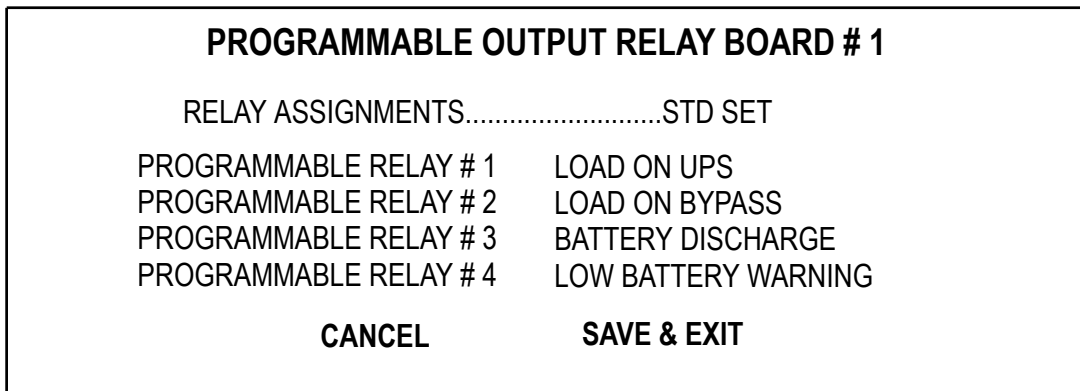 PROGRAMMABLE OUTPUT RELAY BOARD # 1
RELAY ASSIGNMENTS...........................STD SET
PROGRAMMABLE RELAY # 1 LOAD ON UPS
PROGRAMMABLE RELAY # 2 LOAD ON BYPASS
PROGRAMMABLE RELAY # 3 BATTERY DISCHARGE
PROGRAMMABLE RELAY # 4 LOW BATTERY WARNING
CANCEL SAVE & EXIT